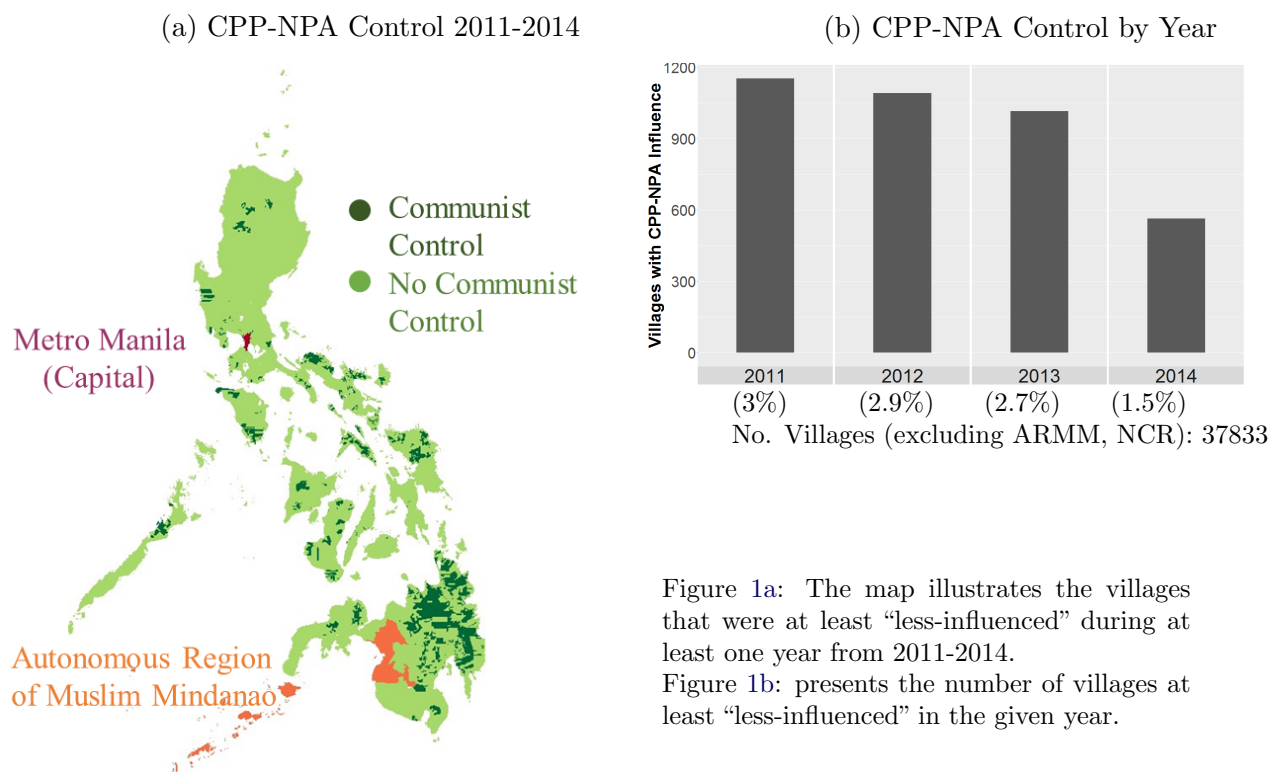 (a) CPP-NPA Control 2011-2014
Communist
Control
No Communist
Control
Metro Manila
(Capital)
Autonomous Region
of Muslim Mindanao
(b) CPP-NPA Control by Year
Villages with CPP-NPA Influence
1200
900
600
300
0
2011
2012
2013
2014
(3%)
(2.9%)
(2.7%)
(1.5%)
No. Villages (excluding ARMM, NCR): 37833
Figure 1a: The map illustrates the villages
that were at least “less-influenced” during at
least one year from 2011-2014.
Figure 1b: presents the number of villages at
least “less-influenced” in the given year.